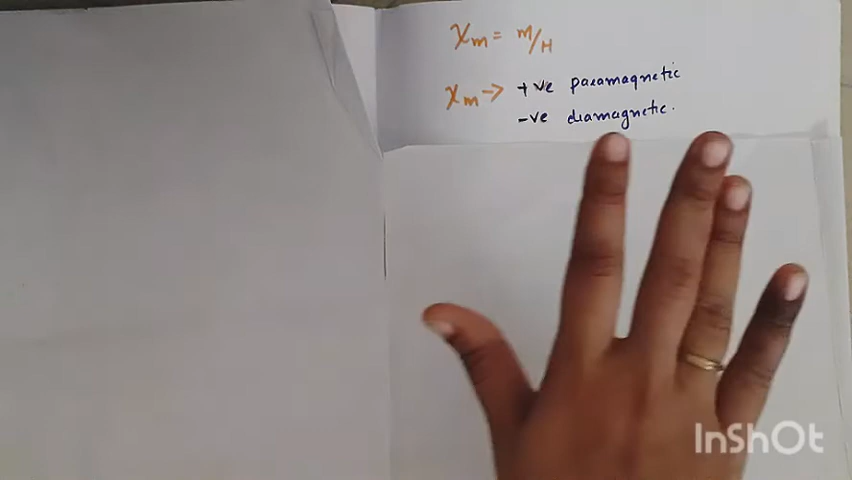 χm = m/H
χm → +ve paramagnetic
-ve diamagnetic.
InShOt